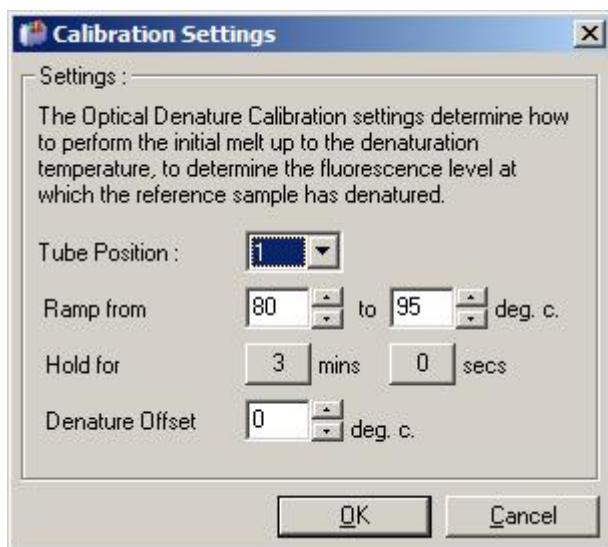 Calibration Settings
Settings :
The Optical Denature Calibration settings determine how
to perform the initial melt up to the denaturation
temperature, to determine the fluorescence level at
which the reference sample has denatured.
Tube Position : 1
Ramp from 80 to 95 deg. c.
Hold for 3 mins 0 secs
Denature Offset 0 deg. c.
OK Cancel